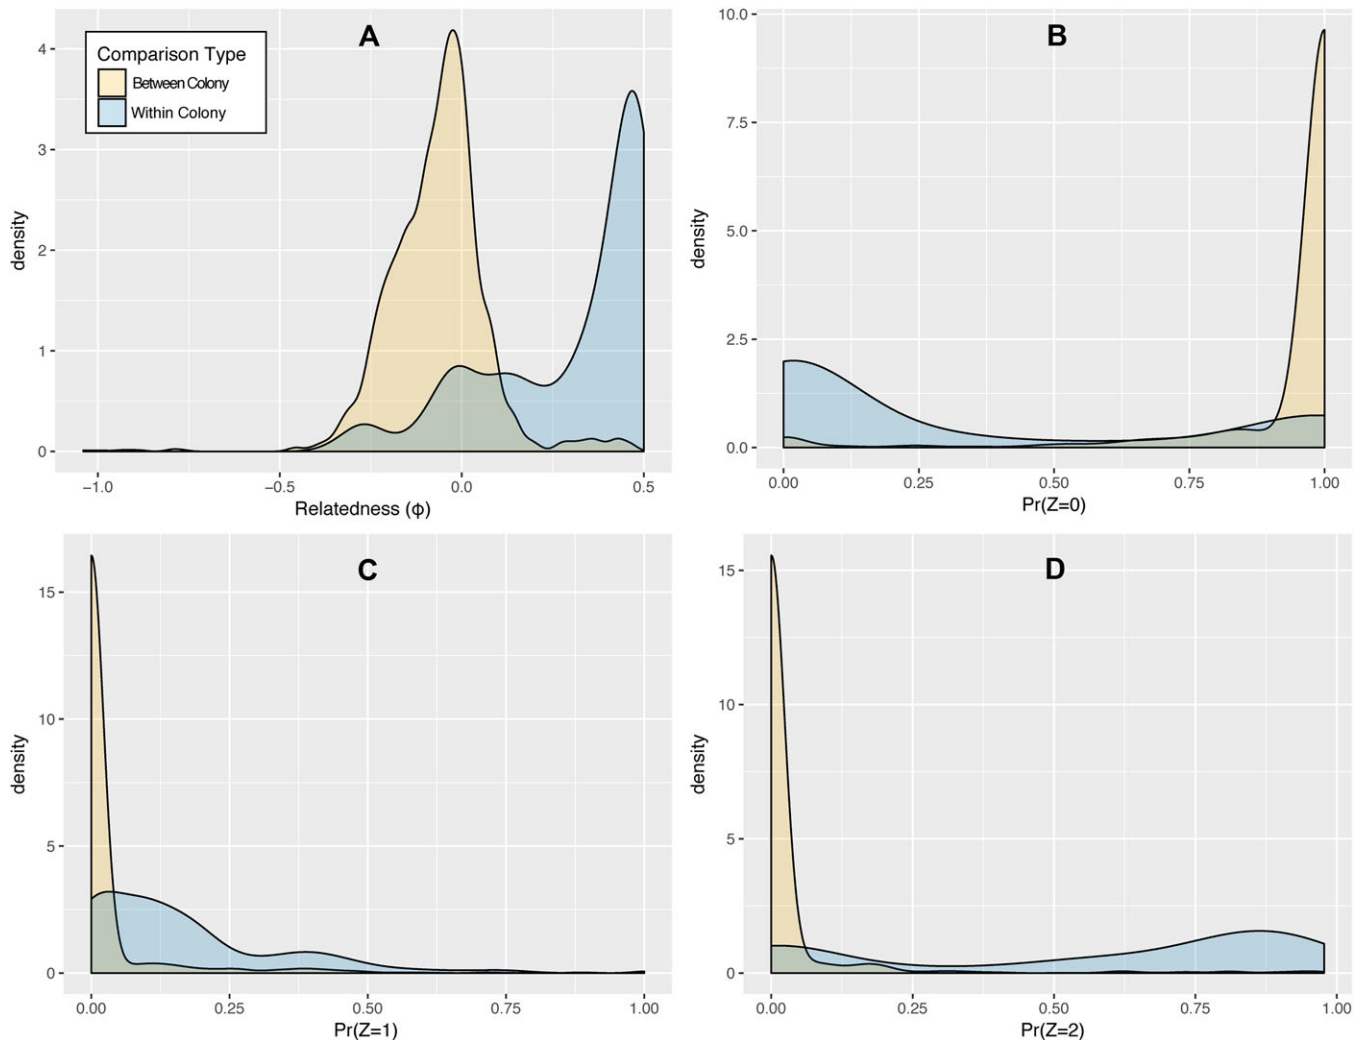 A
Comparison Type
Between Colony
Within Colony
density
4
3
2
1
0
−1.0 −0.5 0.0 0.5
Relatedness (ϕ)
B
density
10.0
7.5
5.0
2.5
0.0
0.00 0.25 0.50 0.75 1.00
Pr(Z=0)
C
density
15
10
5
0
0.00 0.25 0.50 0.75 1.00
Pr(Z=1)
D
density
15
10
5
0
0.00 0.25 0.50 0.75 1.00
Pr(Z=2)